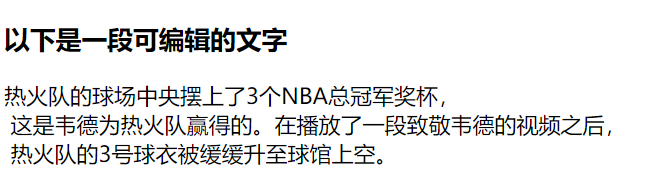 以下是一段可编辑的文字
热火队的球场中央摆上了3个NBA总冠军奖杯，
这是韦德为热火队赢得的。在播放了一段致敬韦德的视频之后，
热火队的3号球衣被缓缓升至球馆上空。